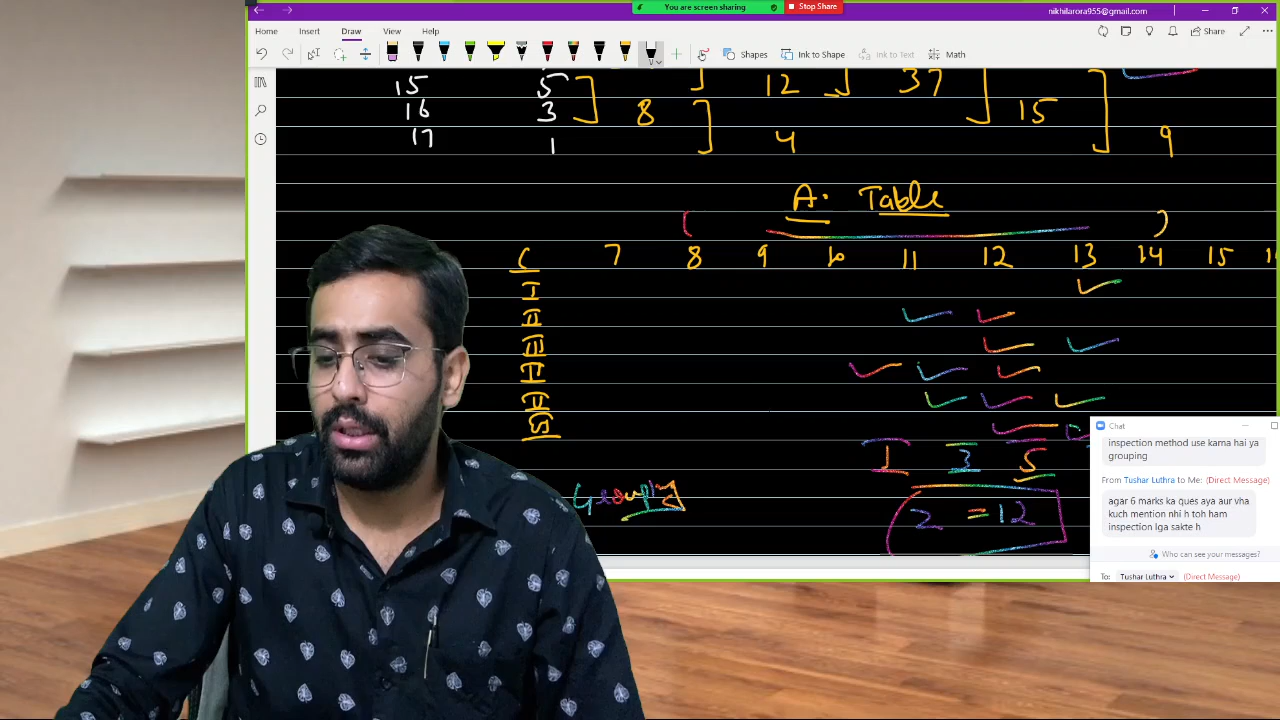 You are screen sharing
Stop Share
nikhilarora955@gmail.com
Home Insert Draw View Help
Share
Shapes
Ink to Shape
Ink to Text
Math
15 5 12 37
16 3 8 15
17 1 4 9
A. Table
C 7 8 9 10 11 12 13 14 15
I
II
III
IV
V
VI
1 3 5
Grouping
Z = 12
Chat
inspection method use karna hai ya
grouping
From Tushar Luthra to Me: (Direct Message)
agar 6 marks ka ques aya aur vha
kuch mention nhi h toh ham
inspection lga sakte h
Who can see your messages?
To: Tushar Luthra (Direct Message)